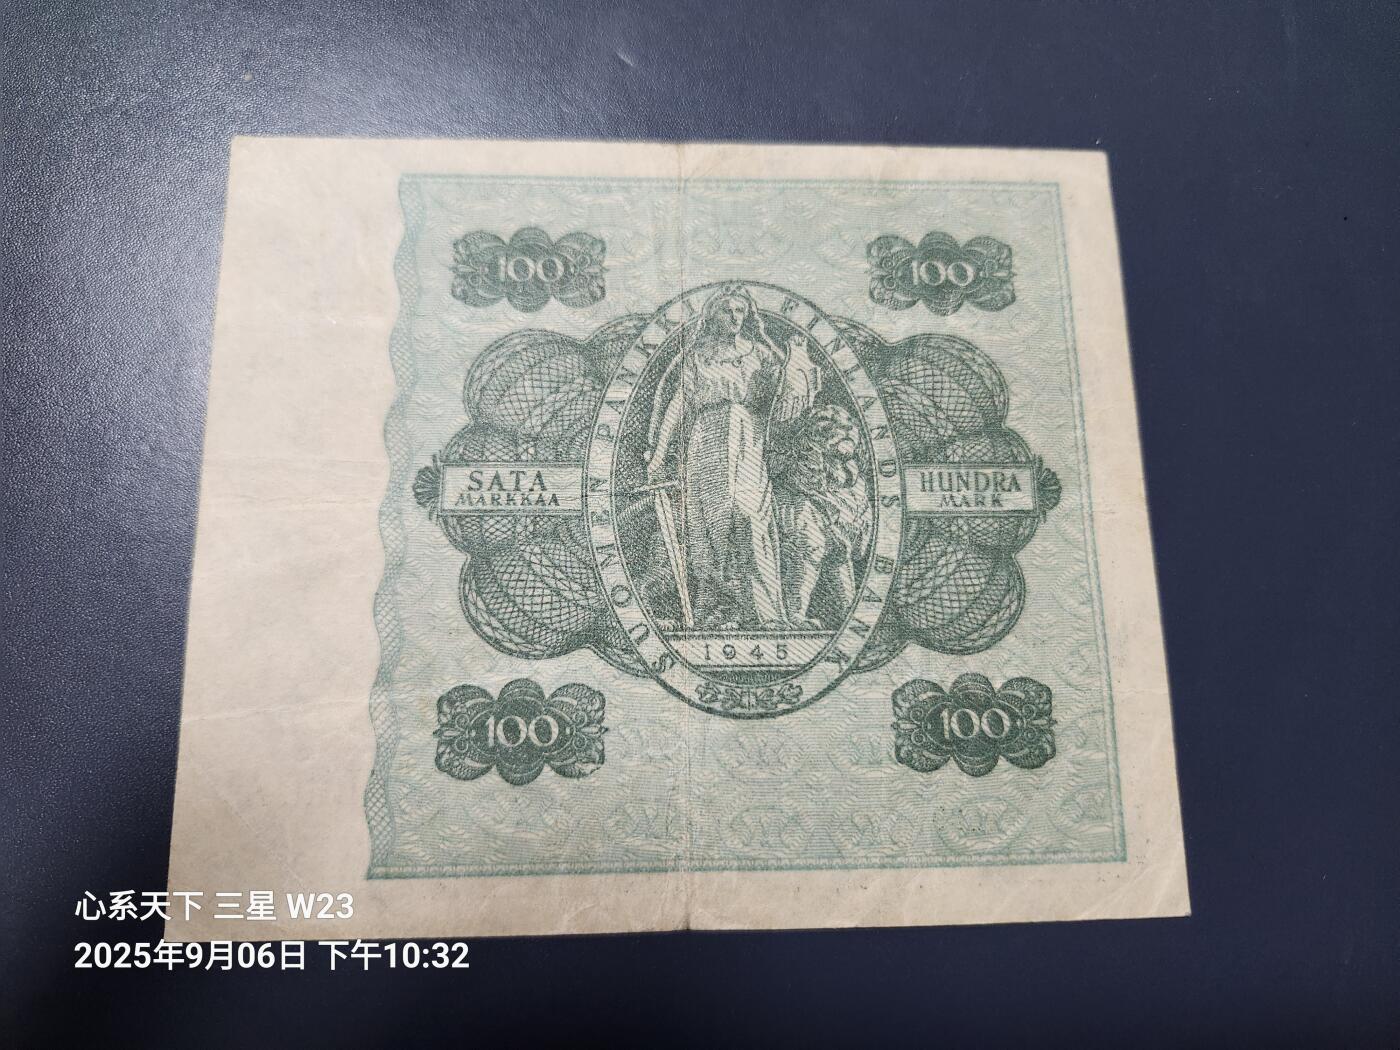 100
100
SUOMEN PANKKI
FINLANDS BANK
SATA
MARKKAA
HUNDRA
MARK
1945
100
100
心系天下 三星 W23
2025年9月06日 下午10:32